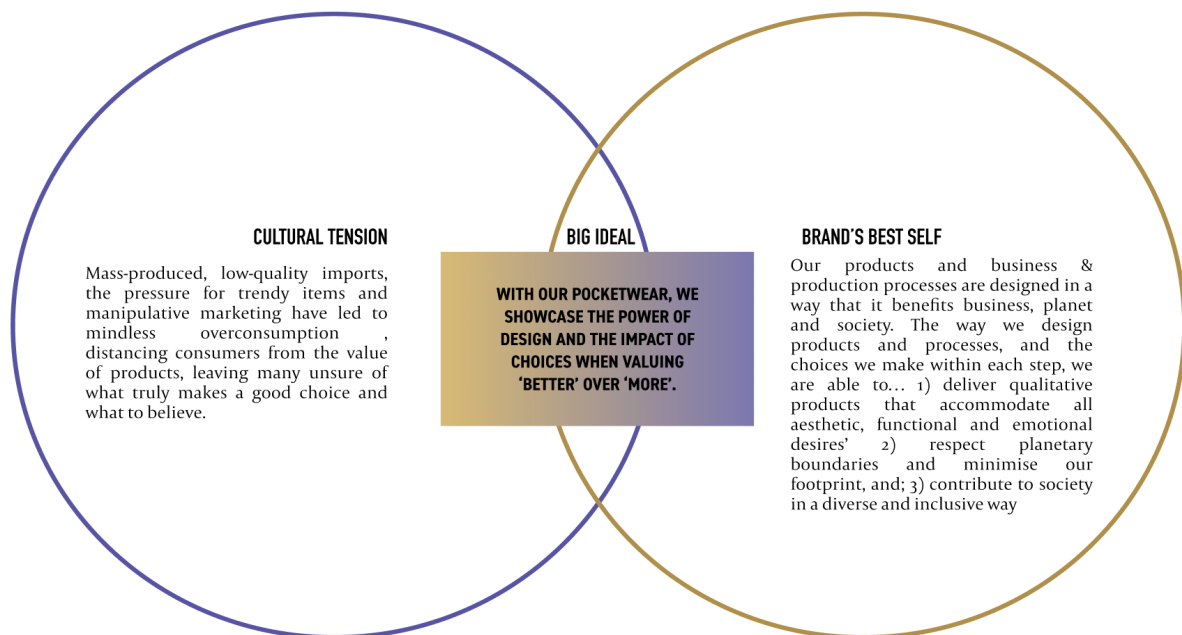 CULTURAL TENSION
Mass-produced, low-quality imports,
the pressure for trendy items and
manipulative marketing have led to
mindless overconsumption ,
distancing consumers from the value
of products, leaving many unsure of
what truly makes a good choice and
what to believe.
BIG IDEAL
WITH OUR POCKETWEAR, WE
SHOWCASE THE POWER OF
DESIGN AND THE IMPACT OF
CHOICES WHEN VALUING
‘BETTER’ OVER ‘MORE’.
BRAND’S BEST SELF
Our products and business &
production processes are designed in a
way that it benefits business, planet
and society. The way we design
products and processes, and the
choices we make within each step, we
are able to… 1) deliver qualitative
products that accommodate all
aesthetic, functional and emotional
desires’ 2) respect planetary
boundaries and minimise our
footprint, and; 3) contribute to society
in a diverse and inclusive way